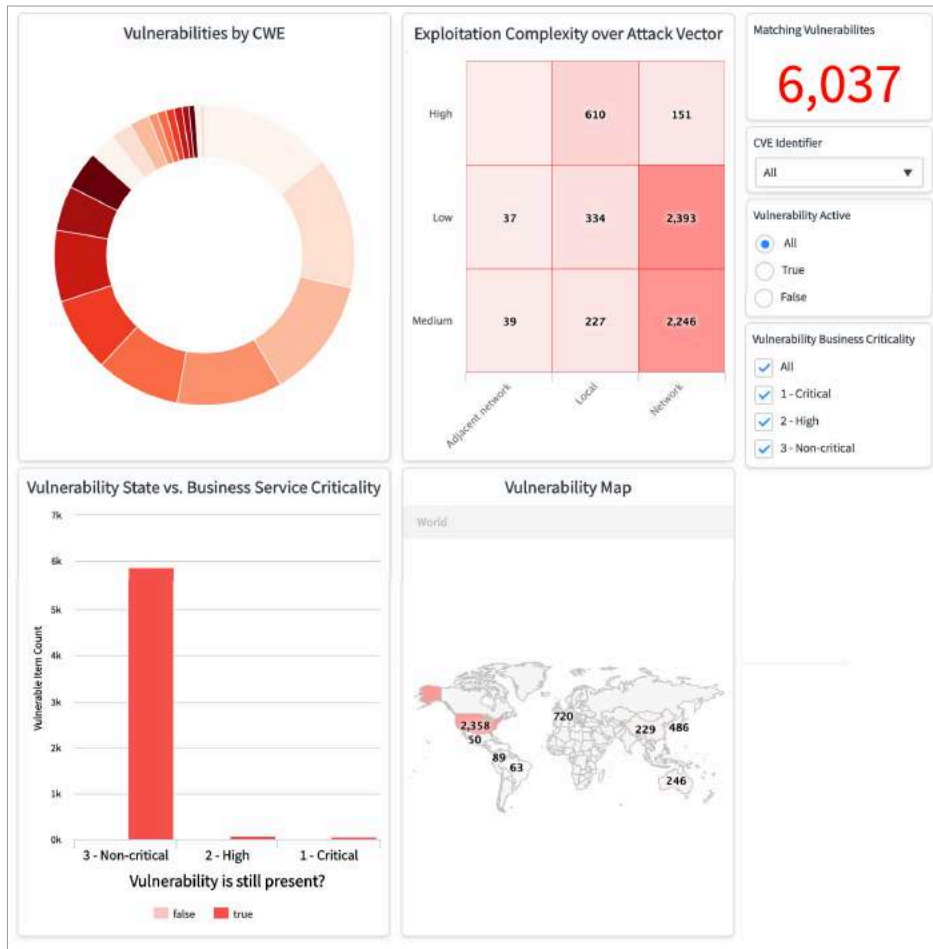 Vulnerabilities by CWE
Exploitation Complexity over Attack Vector
High
610
151
Low
37
334
2,393
Medium
39
227
2,246
Adjacent network
Local
Network
Matching Vulnerabilites
6,037
CVE Identifier
All
Vulnerability Active
All
True
False
Vulnerability Business Criticality
All
1 - Critical
2 - High
3 - Non-critical
Vulnerability State vs. Business Service Criticality
7k
6k
5k
4k
3k
2k
1k
0k
Vulnerable Item Count
3 - Non-critical
2 - High
1 - Critical
Vulnerability is still present?
false
true
Vulnerability Map
World
2,358
50
89
63
720
229
486
246